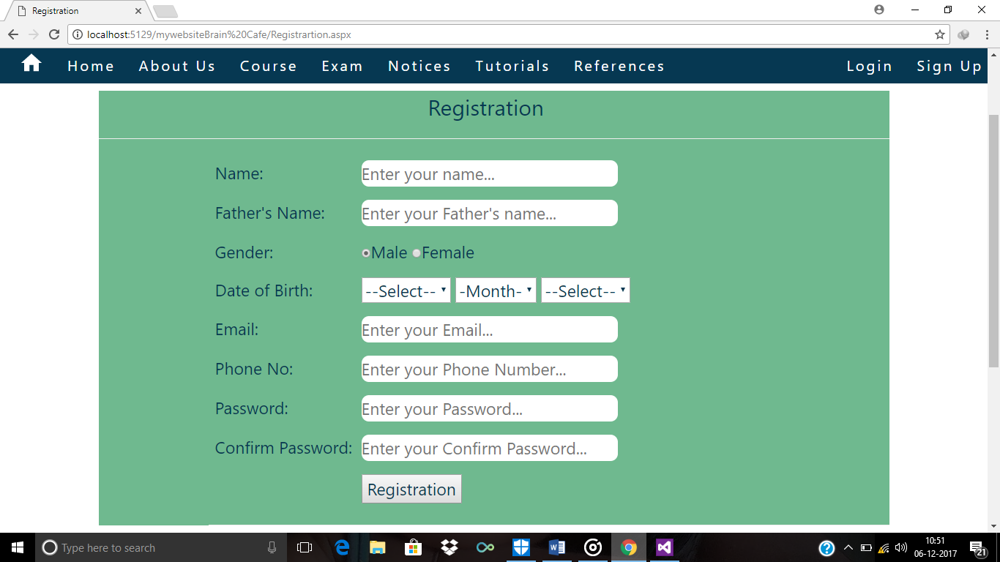 Registration
localhost:5129/mywebsiteBrain%20Cafe/Registrartion.aspx
Home About Us Course Exam Notices Tutorials References Login Sign Up
Registration
Name: Enter your name...
Father's Name: Enter your Father's name...
Gender: Male Female
Date of Birth: --Select-- -Month- --Select--
Email: Enter your Email...
Phone No: Enter your Phone Number...
Password: Enter your Password...
Confirm Password: Enter your Confirm Password...
Registration
Type here to search
10:51
06-12-2017
21